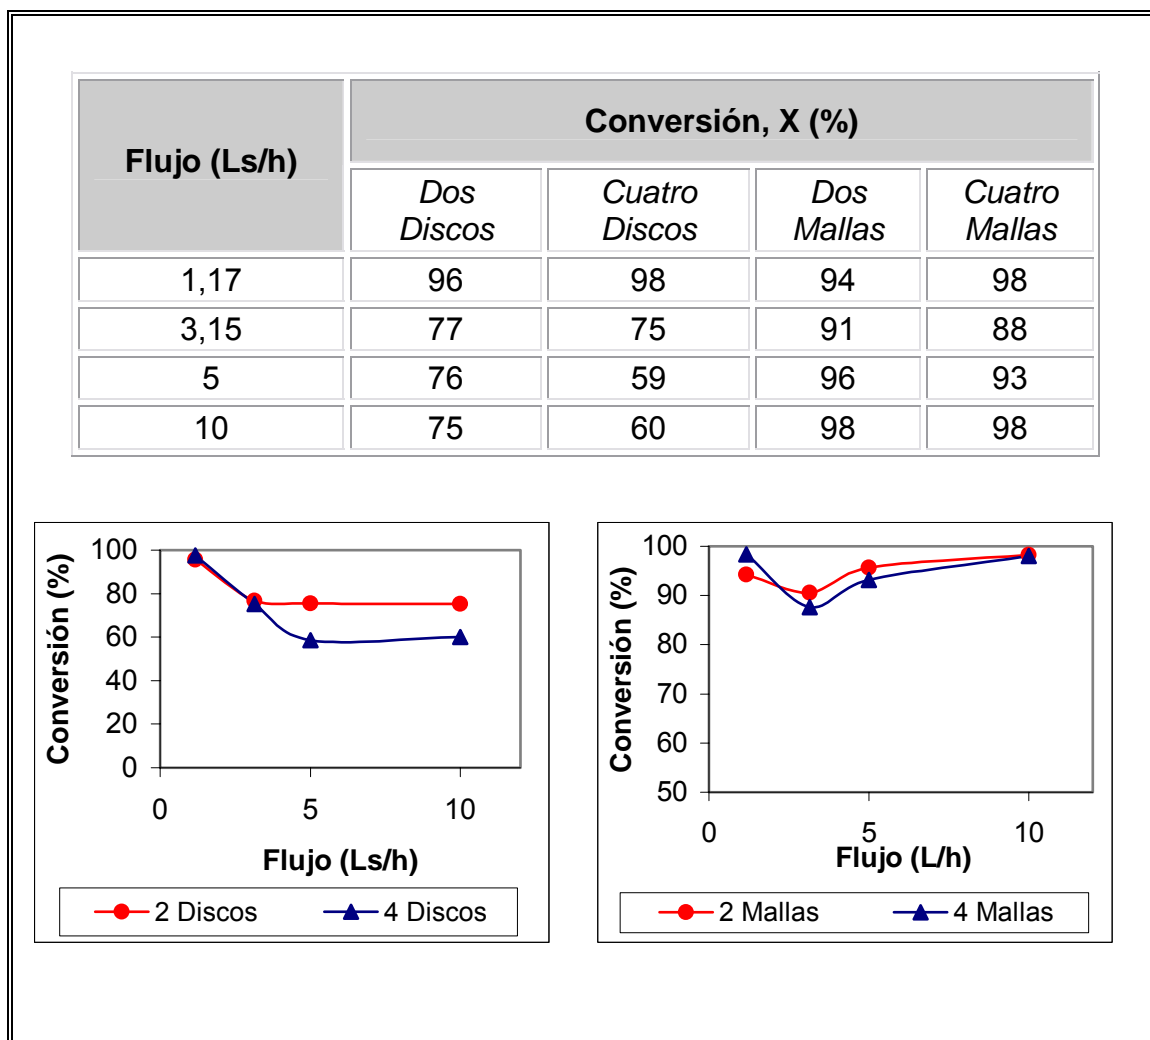 Flujo (Ls/h)
Conversión, X (%)
Dos Discos
Cuatro Discos
Dos Mallas
Cuatro Mallas
1,17 96 98 94 98
3,15 77 75 91 88
5 76 59 96 93
10 75 60 98 98
Conversión (%)
100
80
60
40
20
0
0 5 10
Flujo (Ls/h)
2 Discos 4 Discos
Conversión (%)
100
90
80
70
60
50
0 5 10
Flujo (L/h)
2 Mallas 4 Mallas